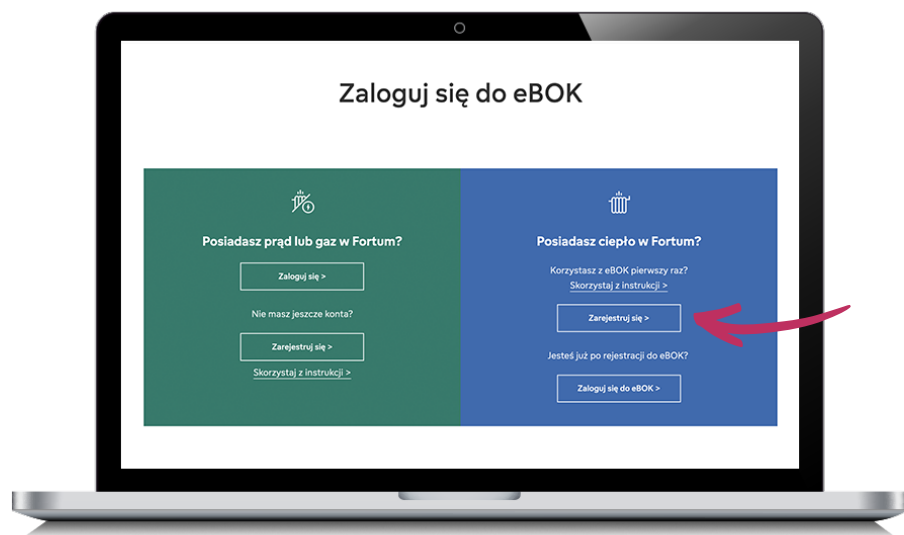 Zaloguj się do eBOK
Posiadasz prąd lub gaz w Fortum?
Zaloguj się >
Nie masz jeszcze konta?
Zarejestruj się >
Skorzystaj z instrukcji >
Posiadasz ciepło w Fortum?
Korzystasz z eBOK pierwszy raz?
Skorzystaj z instrukcji >
Zarejestruj się >
Jesteś już po rejestracji do eBOK?
Zaloguj się do eBOK >